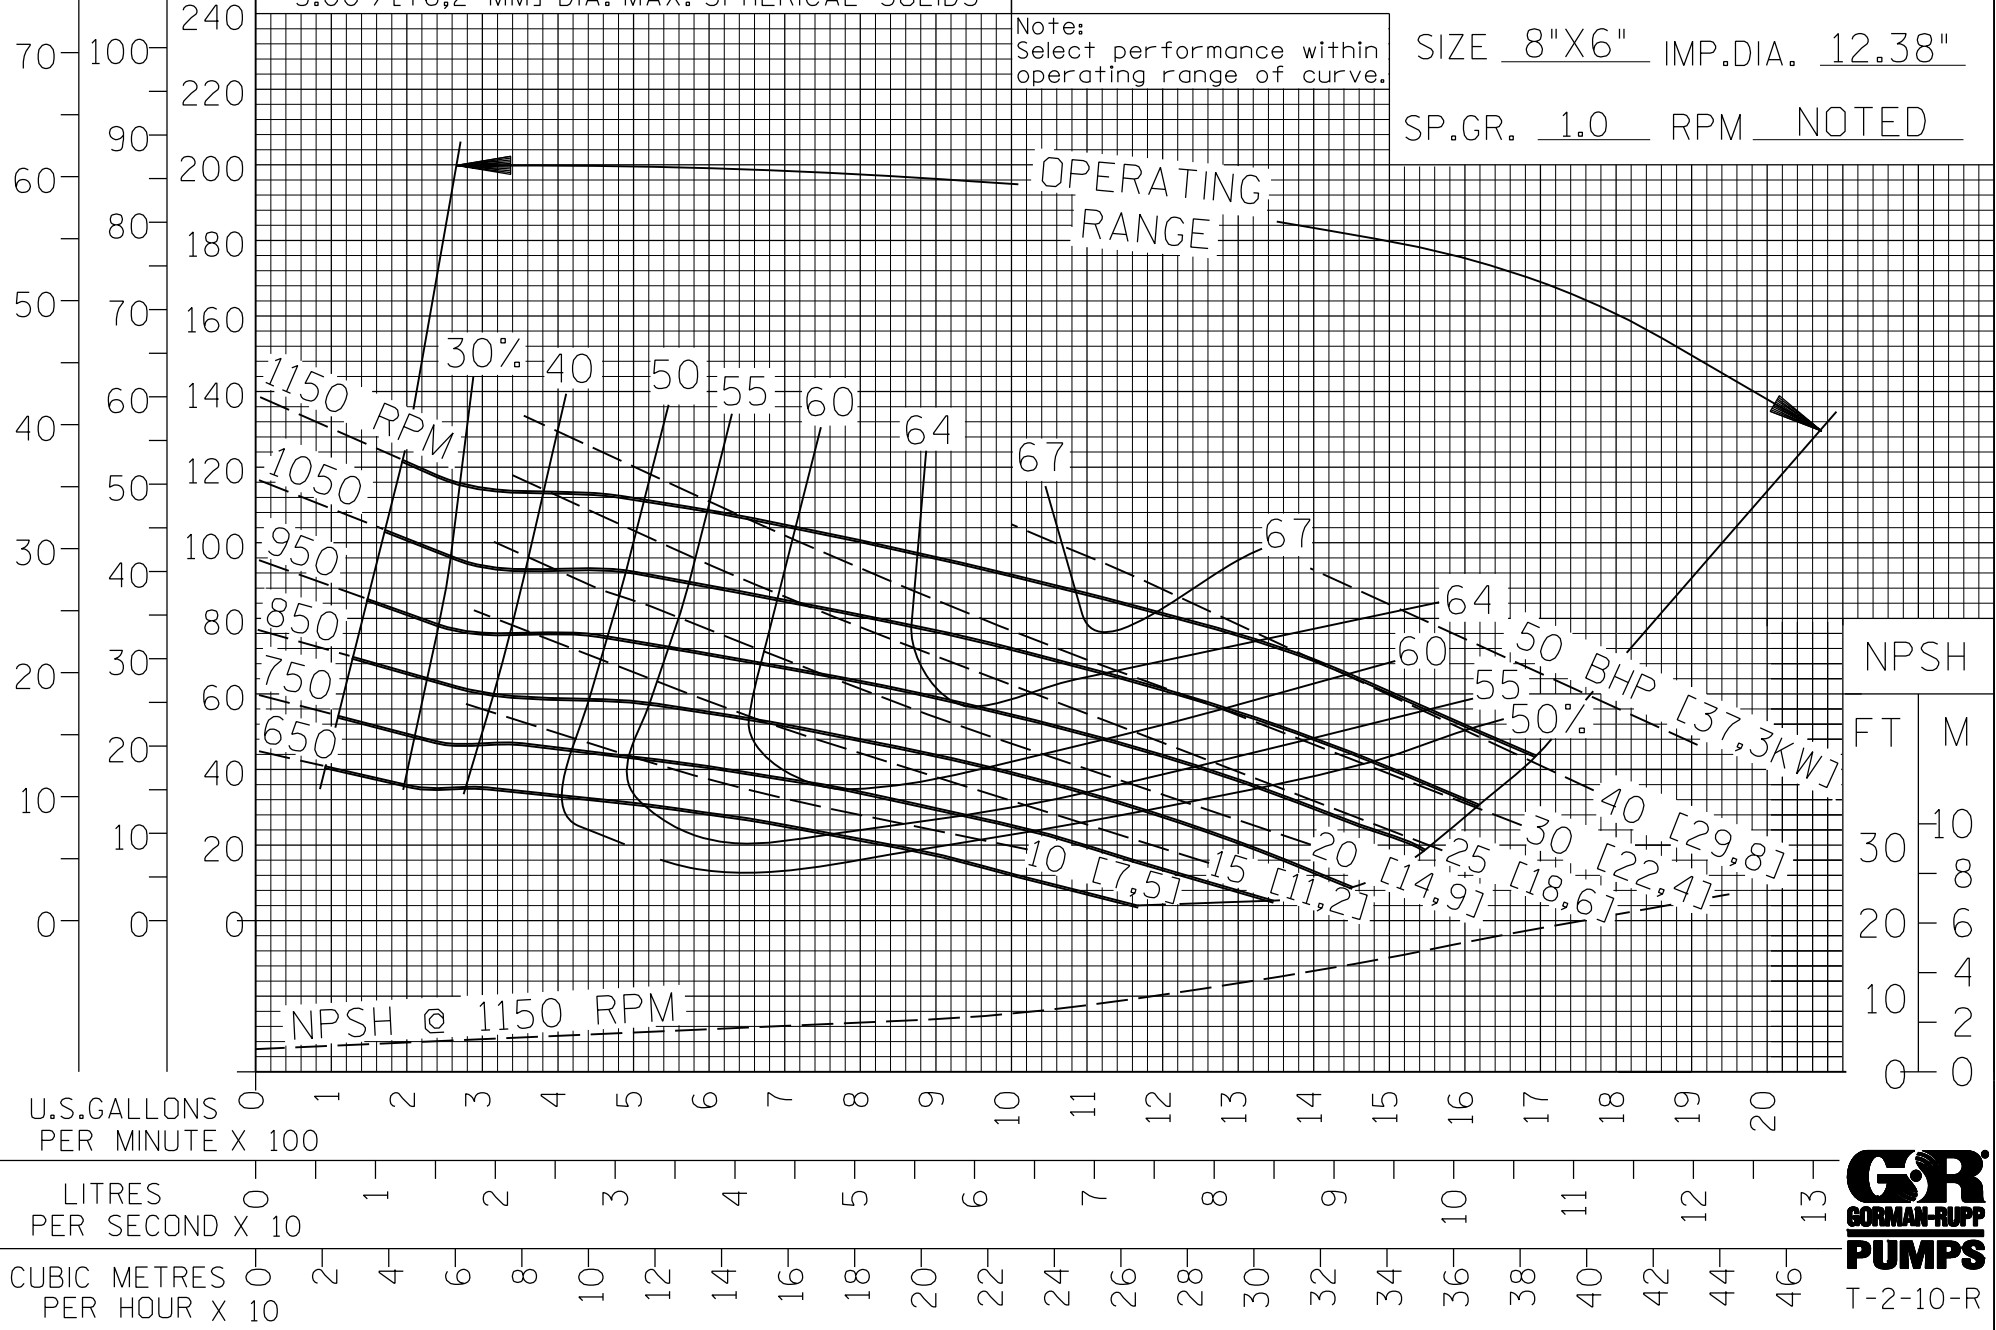 3.00"[76,2 MM] DIA. MAX. SPHERICAL SOLIDS
Note:
Select performance within
operating range of curve.
SIZE 8"X6" IMP.DIA. 12.38"
SP.GR. 1.0 RPM NOTED
70
60
50
40
30
20
10
0
100
90
80
70
60
50
40
30
20
10
0
240
220
200
180
160
140
120
100
80
60
40
20
0
OPERATING
RANGE
30%
40
50
55
60
64
67
67
64
60
55
50%
1150 RPM
1050
950
850
750
650
50 BHP [37,3KW]
40 [29,8]
30 [22,4]
25 [18,6]
20 [14,9]
15 [11,2]
10 [7,5]
NPSH @ 1150 RPM
NPSH
FT M
30
20
10
0
10
8
6
4
2
0
U.S.GALLONS
PER MINUTE X 100
0 1 2 3 4 5 6 7 8 9 10 11 12 13 14 15 16 17 18 19 20
LITRES
PER SECOND X 10
0 1 2 3 4 5 6 7 8 9 10 11 12 13
CUBIC METRES
PER HOUR X 10
0 2 4 6 8 10 12 14 16 18 20 22 24 26 28 30 32 34 36 38 40 42 44 46
GR
GORMAN-RUPP
PUMPS
T-2-10-R